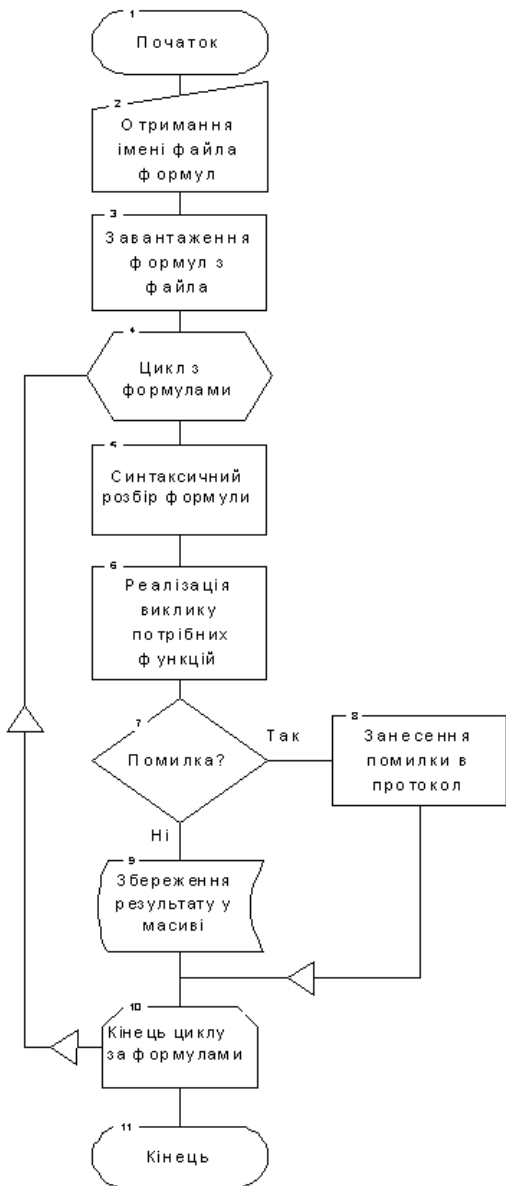 1
Початок
2
Отримання
імені файла
формул
3
Завантаження
формул з
файла
4
Цикл з
формулами
5
Синтаксичний
розбір формули
6
Реалізація
виклику
потрібних
функцій
7
Помилка?
Так
8
Занесення
помилки в
протокол
Ні
9
Збереження
результату у
масиві
10
Кінець циклу
за формулами
11
Кінець